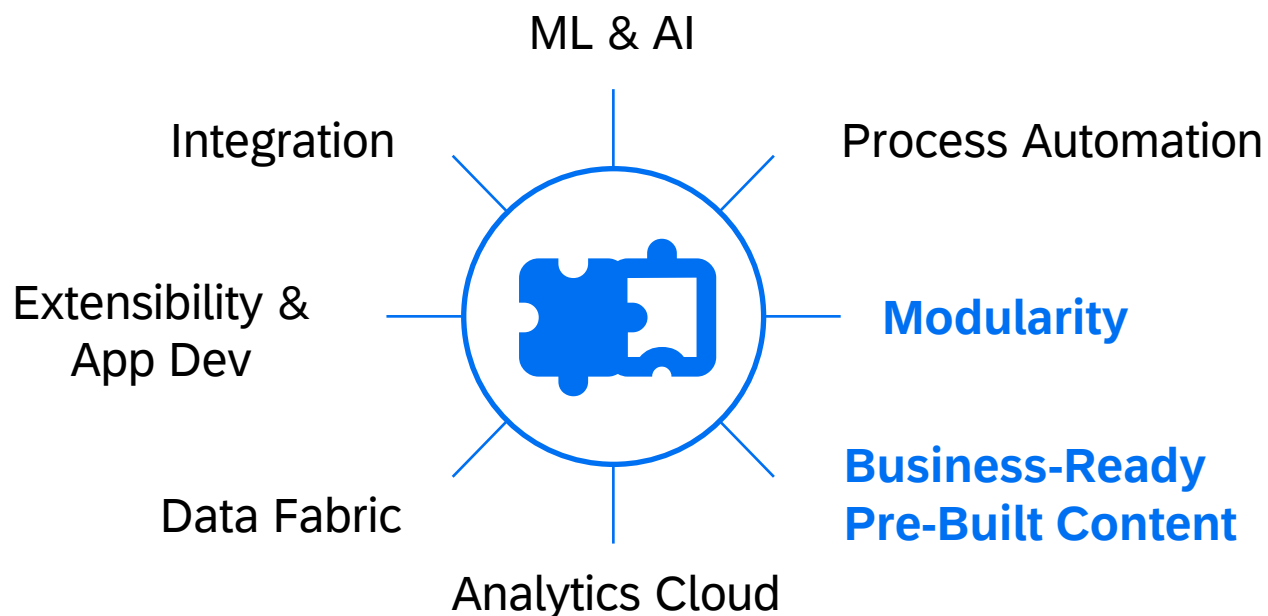 ML & AI
Integration
Process Automation
Extensibility &
App Dev
Modularity
Business-Ready
Pre-Built Content
Data Fabric
Analytics Cloud